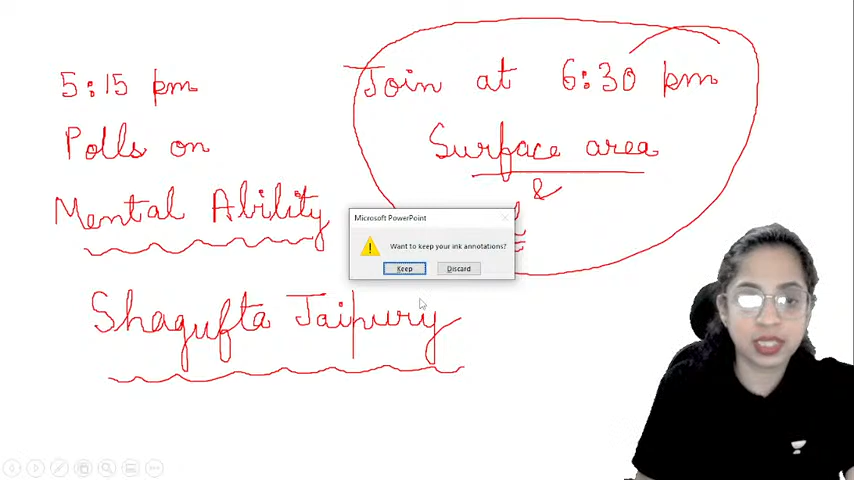 5:15 pm
Polls on
Mental Ability
Shagufta Jaipury
Join at 6:30 pm
Surface area
&
Microsoft PowerPoint
Want to keep your ink annotations?
Keep
Discard